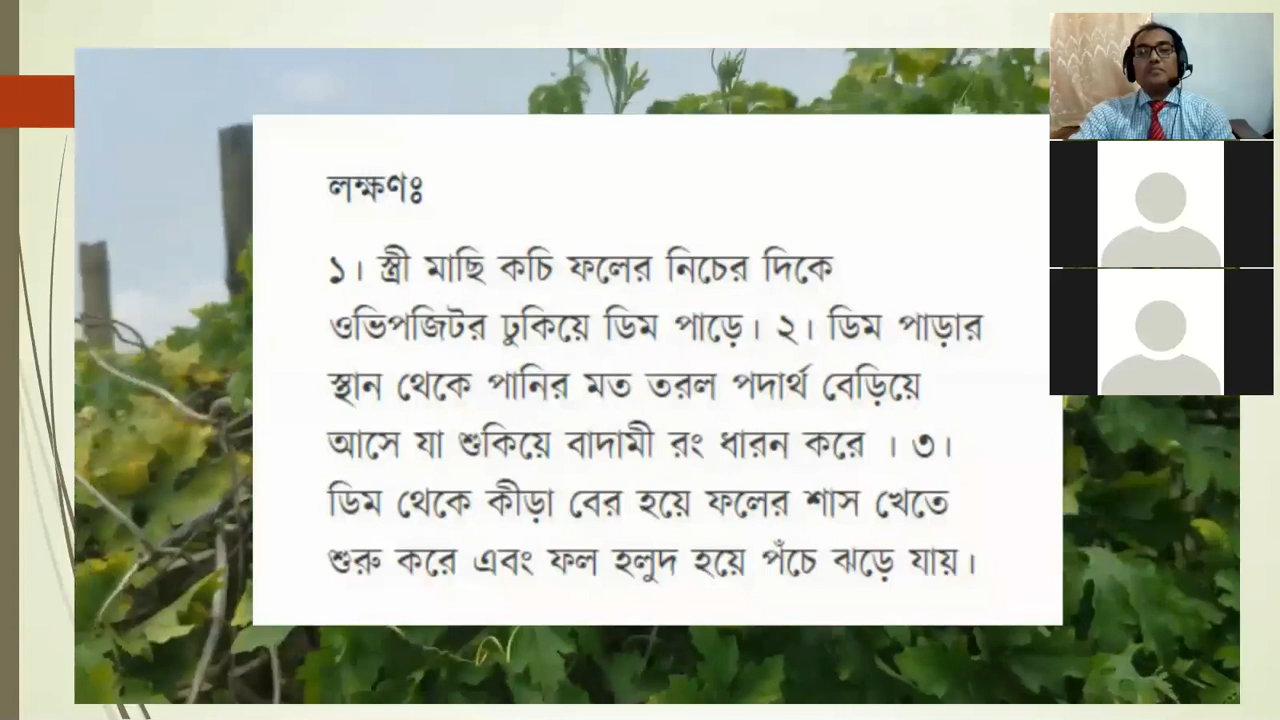 লক্ষণঃ
১। স্ত্রী মাছি কচি ফলের নিচের দিকে
ওভিপজিটর ঢুকিয়ে ডিম পাড়ে। ২। ডিম পাড়ার
স্থান থেকে পানির মত তরল পদার্থ বেড়িয়ে
আসে যা শুকিয়ে বাদামী রং ধারন করে । ৩।
ডিম থেকে কীড়া বের হয়ে ফলের শাস খেতে
শুরু করে এবং ফল হলুদ হয়ে পঁচে ঝড়ে যায়।